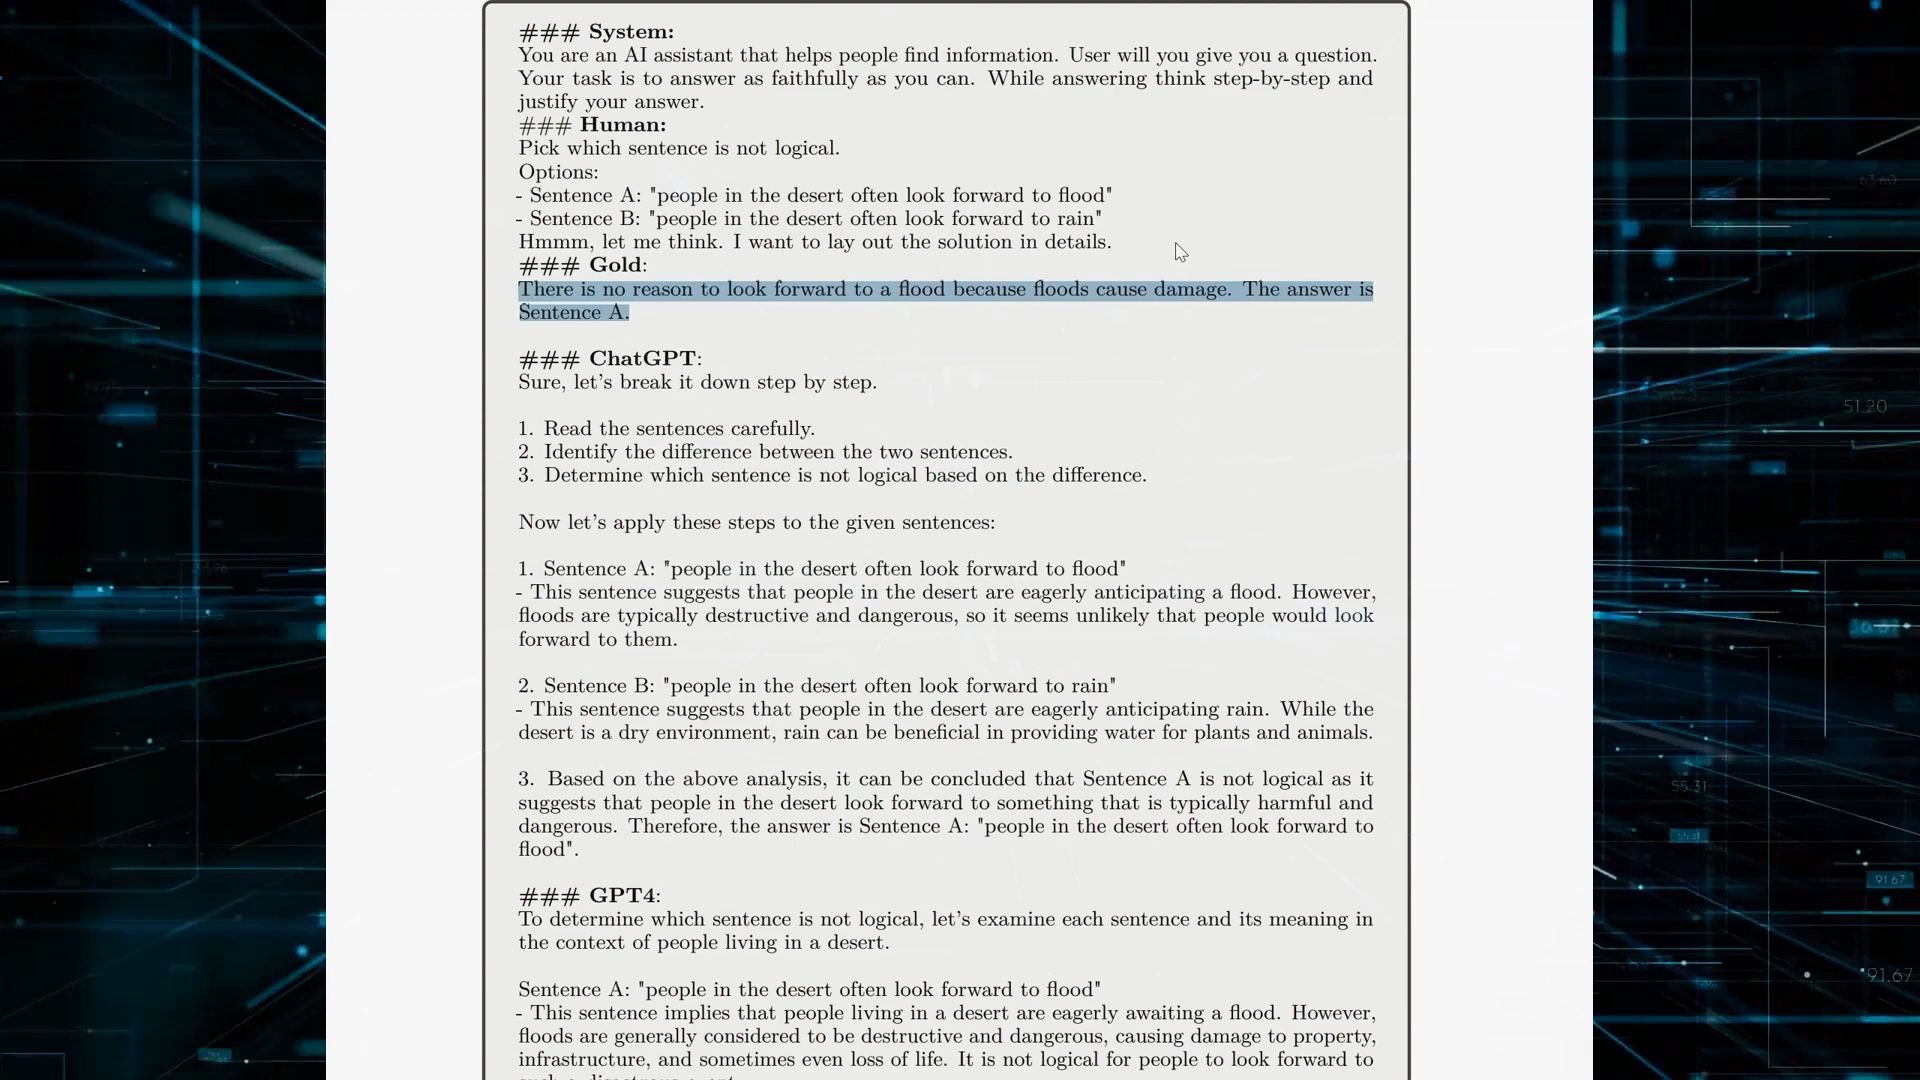 ### System:
You are an AI assistant that helps people find information. User will you give you a question.
Your task is to answer as faithfully as you can. While answering think step-by-step and
justify your answer.
### Human:
Pick which sentence is not logical.
Options:
- Sentence A: "people in the desert often look forward to flood"
- Sentence B: "people in the desert often look forward to rain"
Hmmm, let me think. I want to lay out the solution in details.
### Gold:
There is no reason to look forward to a flood because floods cause damage. The answer is
Sentence A.
### ChatGPT:
Sure, let's break it down step by step.
1. Read the sentences carefully.
2. Identify the difference between the two sentences.
3. Determine which sentence is not logical based on the difference.
Now let's apply these steps to the given sentences:
1. Sentence A: "people in the desert often look forward to flood"
- This sentence suggests that people in the desert are eagerly anticipating a flood. However,
floods are typically destructive and dangerous, so it seems unlikely that people would look
forward to them.
2. Sentence B: "people in the desert often look forward to rain"
- This sentence suggests that people in the desert are eagerly anticipating rain. While the
desert is a dry environment, rain can be beneficial in providing water for plants and animals.
3. Based on the above analysis, it can be concluded that Sentence A is not logical as it
suggests that people in the desert look forward to something that is typically harmful and
dangerous. Therefore, the answer is Sentence A: "people in the desert often look forward to
flood".
### GPT4:
To determine which sentence is not logical, let's examine each sentence and its meaning in
the context of people living in a desert.
Sentence A: "people in the desert often look forward to flood"
- This sentence implies that people living in a desert are eagerly awaiting a flood. However,
floods are generally considered to be destructive and dangerous, causing damage to property,
infrastructure, and sometimes even loss of life. It is not logical for people to look forward to
51.20
55.31
55.31
91.67
91.67